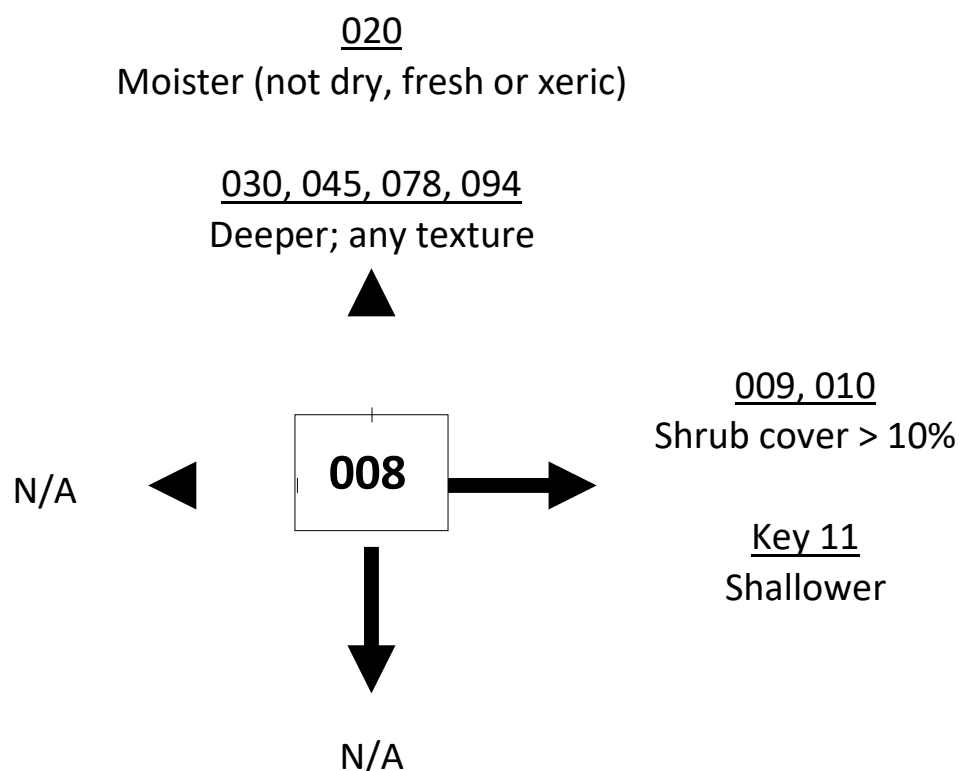 020
Moister (not dry, fresh or xeric)
030, 045, 078, 094
Deeper; any texture
009, 010
Shrub cover > 10%
008
N/A
Key 11
Shallower
N/A